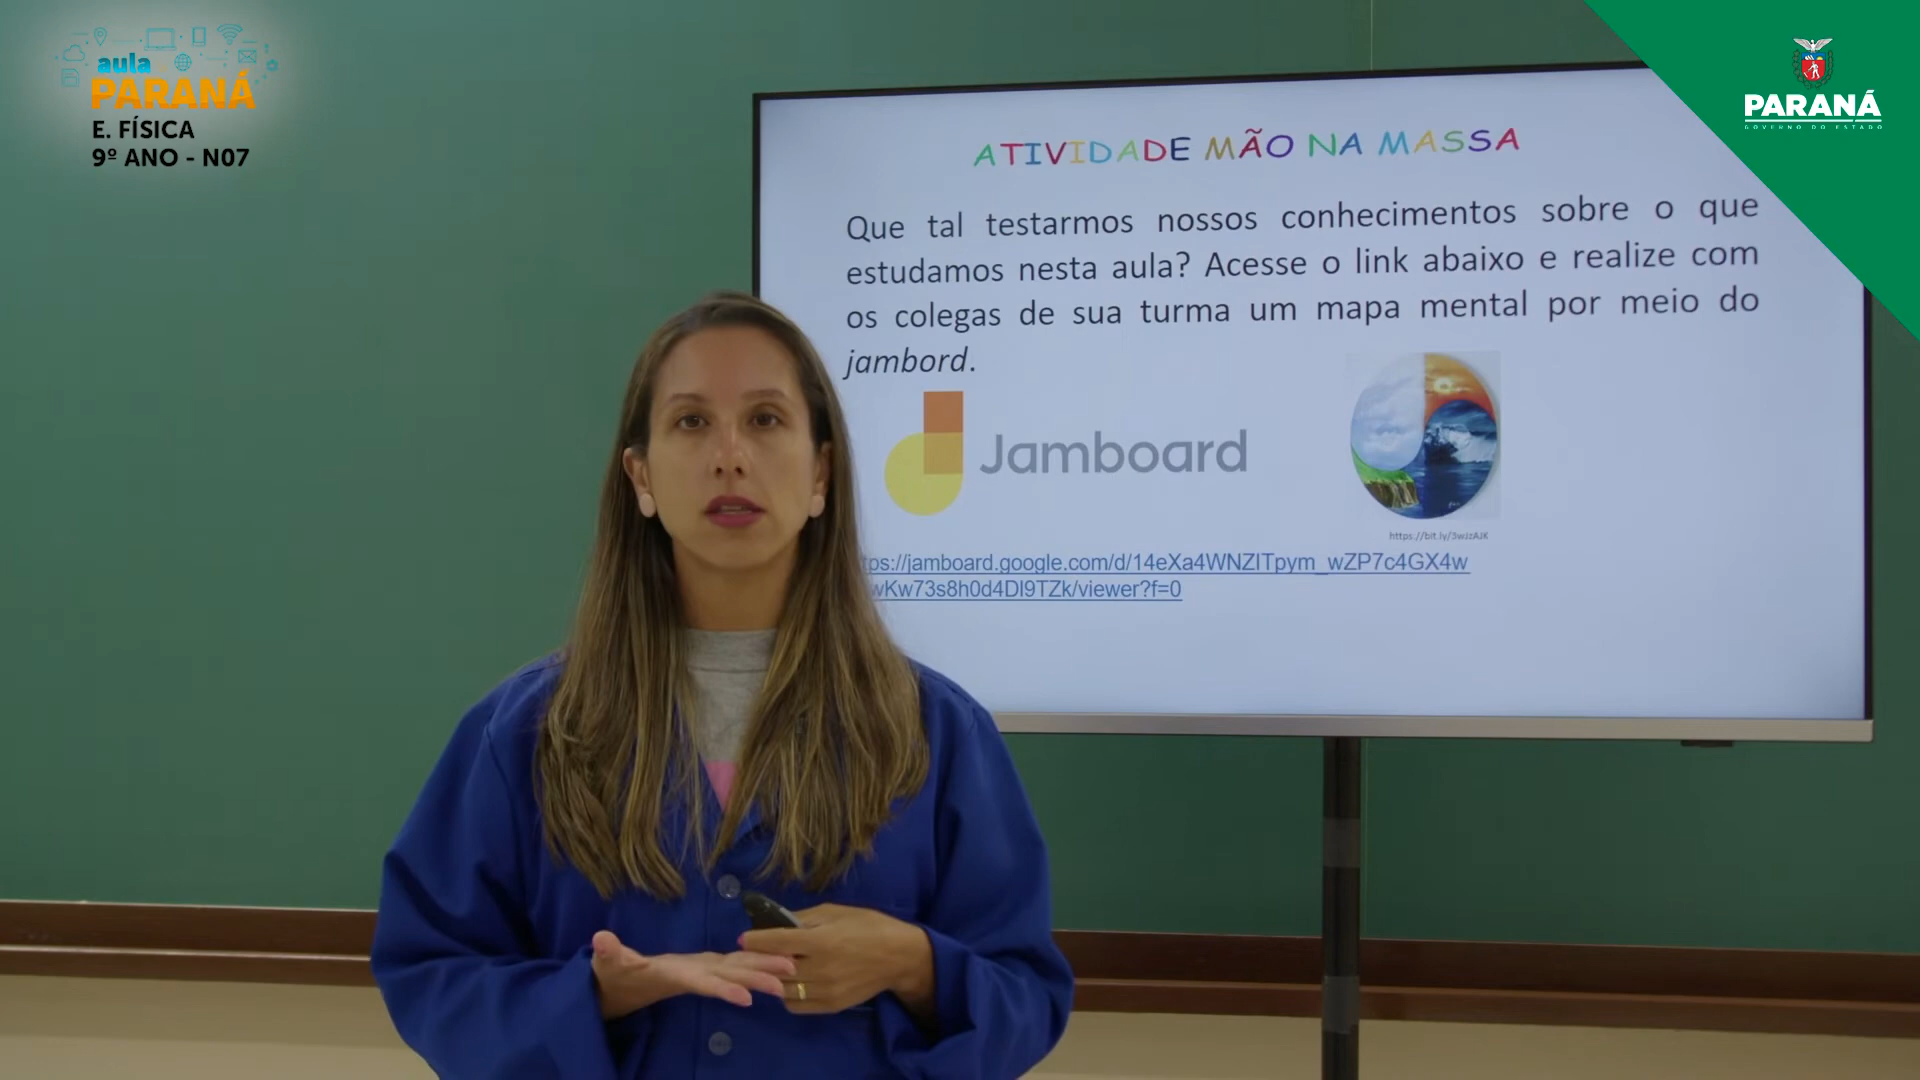 aula
PARANÁ
E. FÍSICA
9º ANO - N07
PARANÁ
GOVERNO DO ESTADO
ATIVIDADE MÃO NA MASSA
Que tal testarmos nossos conhecimentos sobre o que
estudamos nesta aula? Acesse o link abaixo e realize com
os colegas de sua turma um mapa mental por meio do
jambord.
Jamboard
https://bit.ly/3wJzAJK
tps://jamboard.google.com/d/14eXa4WNZlTpym_wZP7c4GX4w
wKw73s8h0d4Dl9TZk/viewer?f=0